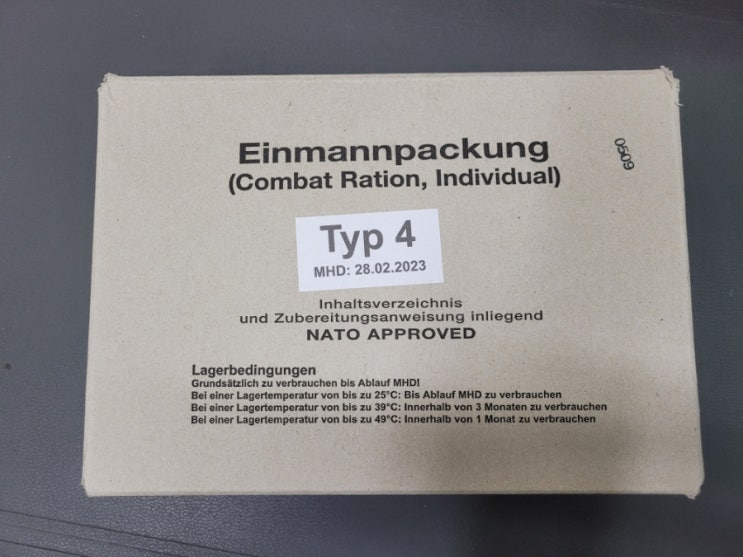 Einmannpackung
(Combat Ration, Individual)
0509
Typ 4
MHD: 28.02.2023
Inhaltsverzeichnis
und Zubereitungsanweisung inliegend
NATO APPROVED
Lagerbedingungen
Grundsätzlich zu verbrauchen bis Ablauf MHD!
Bei einer Lagertemperatur von bis zu 25°C: Bis Ablauf MHD zu verbrauchen
Bei einer Lagertemperatur von bis zu 39°C: Innerhalb von 3 Monaten zu verbrauchen
Bei einer Lagertemperatur von bis zu 49°C: Innerhalb von 1 Monat zu verbrauchen